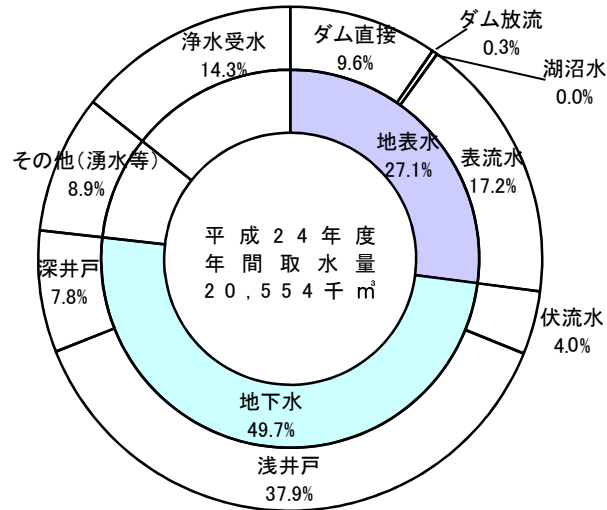 ダム直接
9.6%
ダム放流
0.3%
湖沼水
0.0%
表流水
17.2%
伏流水
4.0%
浅井戸
37.9%
深井戸
7.8%
その他(湧水等)
8.9%
浄水受水
14.3%
地表水
27.1%
地下水
49.7%
平成24年度
年間取水量
20,554千㎥